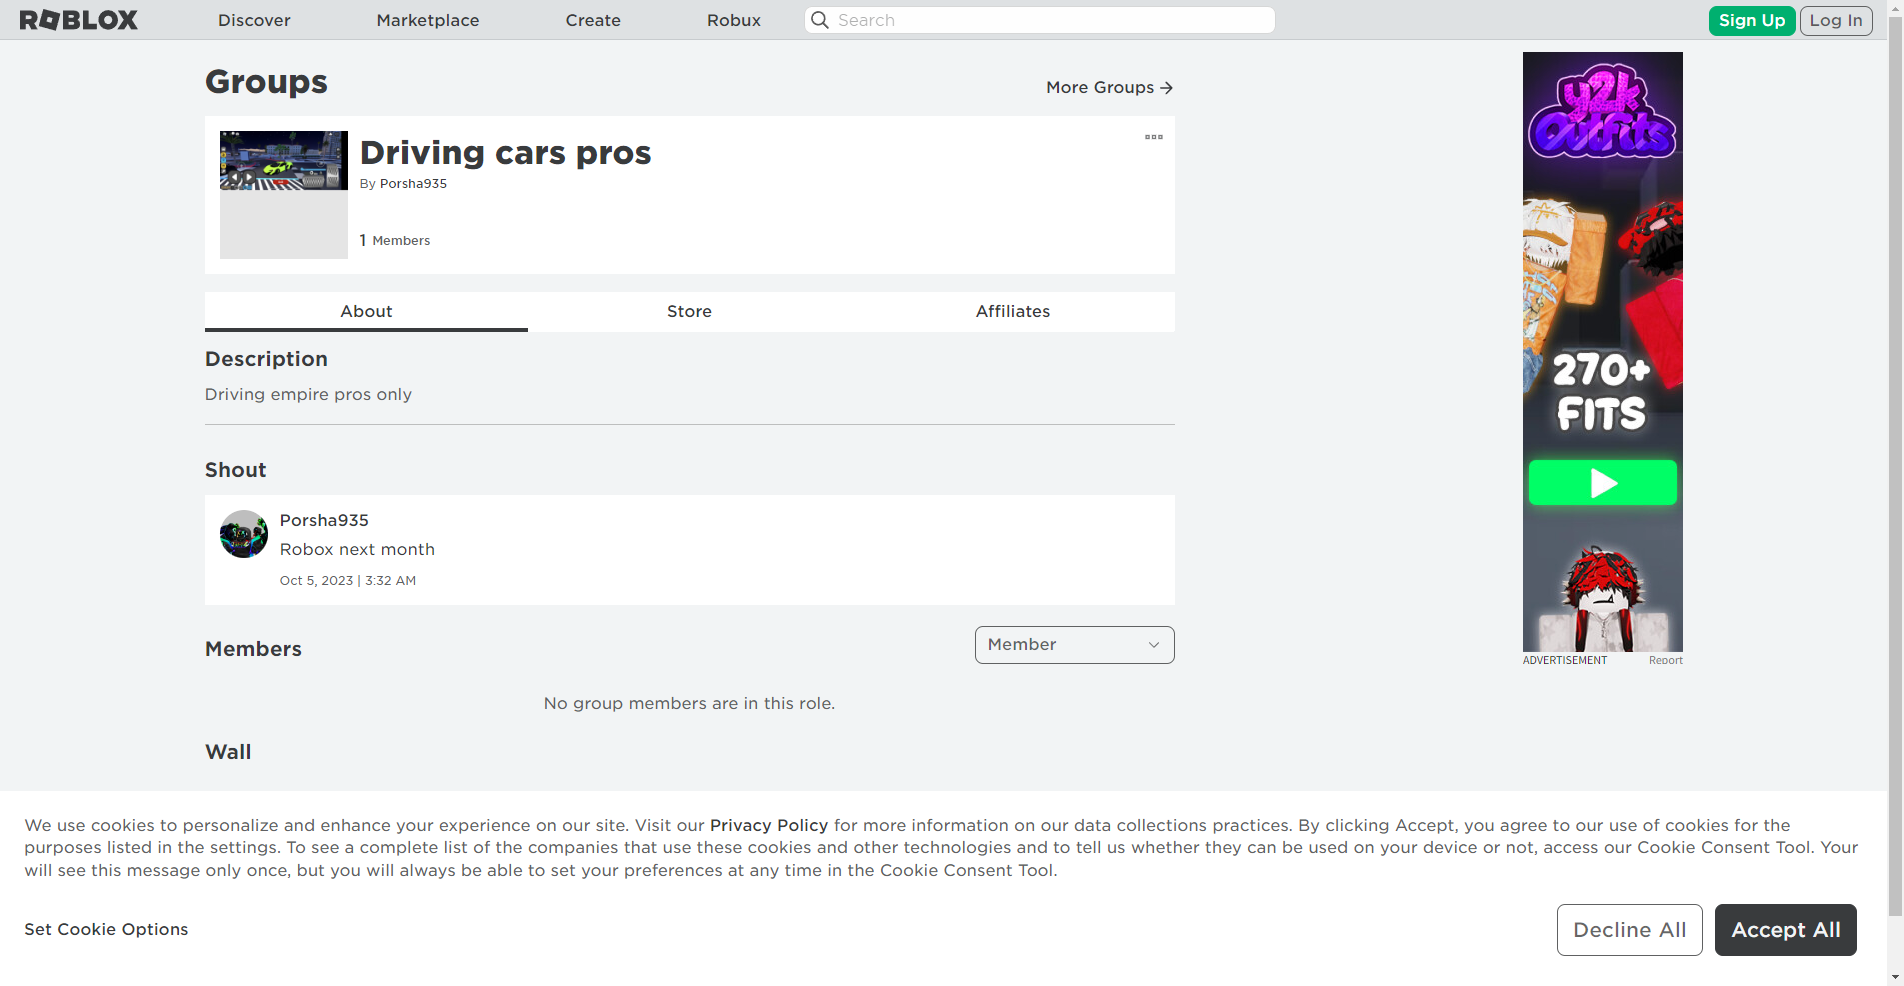 ROBLOX
Discover
Marketplace
Create
Robux
Search
Sign Up
Log In
Groups
More Groups
Driving cars pros
By Porsha935
1 Members
About
Store
Affiliates
Description
Driving empire pros only
Shout
Porsha935
Robox next month
Oct 5, 2023 | 3:32 AM
Members
Member
No group members are in this role.
Wall
y2k
Outfits
270+
FITS
ADVERTISEMENT
Report
We use cookies to personalize and enhance your experience on our site. Visit our Privacy Policy for more information on our data collections practices. By clicking Accept, you agree to our use of cookies for the
purposes listed in the settings. To see a complete list of the companies that use these cookies and other technologies and to tell us whether they can be used on your device or not, access our Cookie Consent Tool. Your
will see this message only once, but you will always be able to set your preferences at any time in the Cookie Consent Tool.
Set Cookie Options
Decline All
Accept All